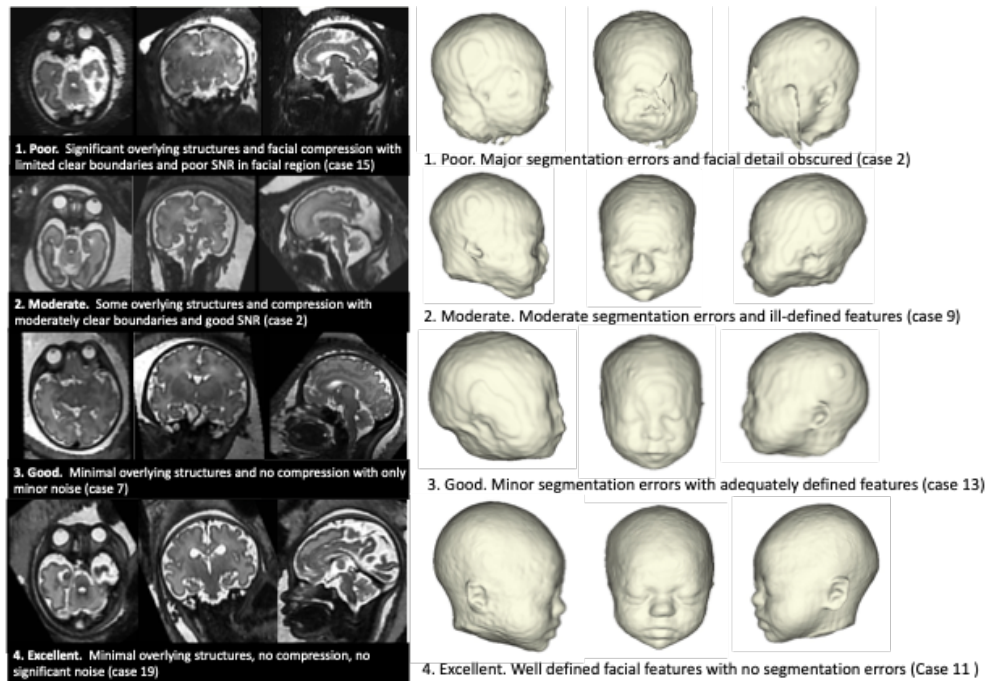 1. Poor. Significant overlying structures and facial compression with
limited clear boundaries and poor SNR in facial region (case 15)
1. Poor. Major segmentation errors and facial detail obscured (case 2)
2. Moderate. Some overlying structures and compression with
moderately clear boundaries and good SNR (case 2)
2. Moderate. Moderate segmentation errors and ill-defined features (case 9)
3. Good. Minimal overlying structures and no compression with only
minor noise (case 7)
3. Good. Minor segmentation errors with adequately defined features (case 13)
4. Excellent. Minimal overlying structures, no compression, no
significant noise (case 19)
4. Excellent. Well defined facial features with no segmentation errors (Case 11 )